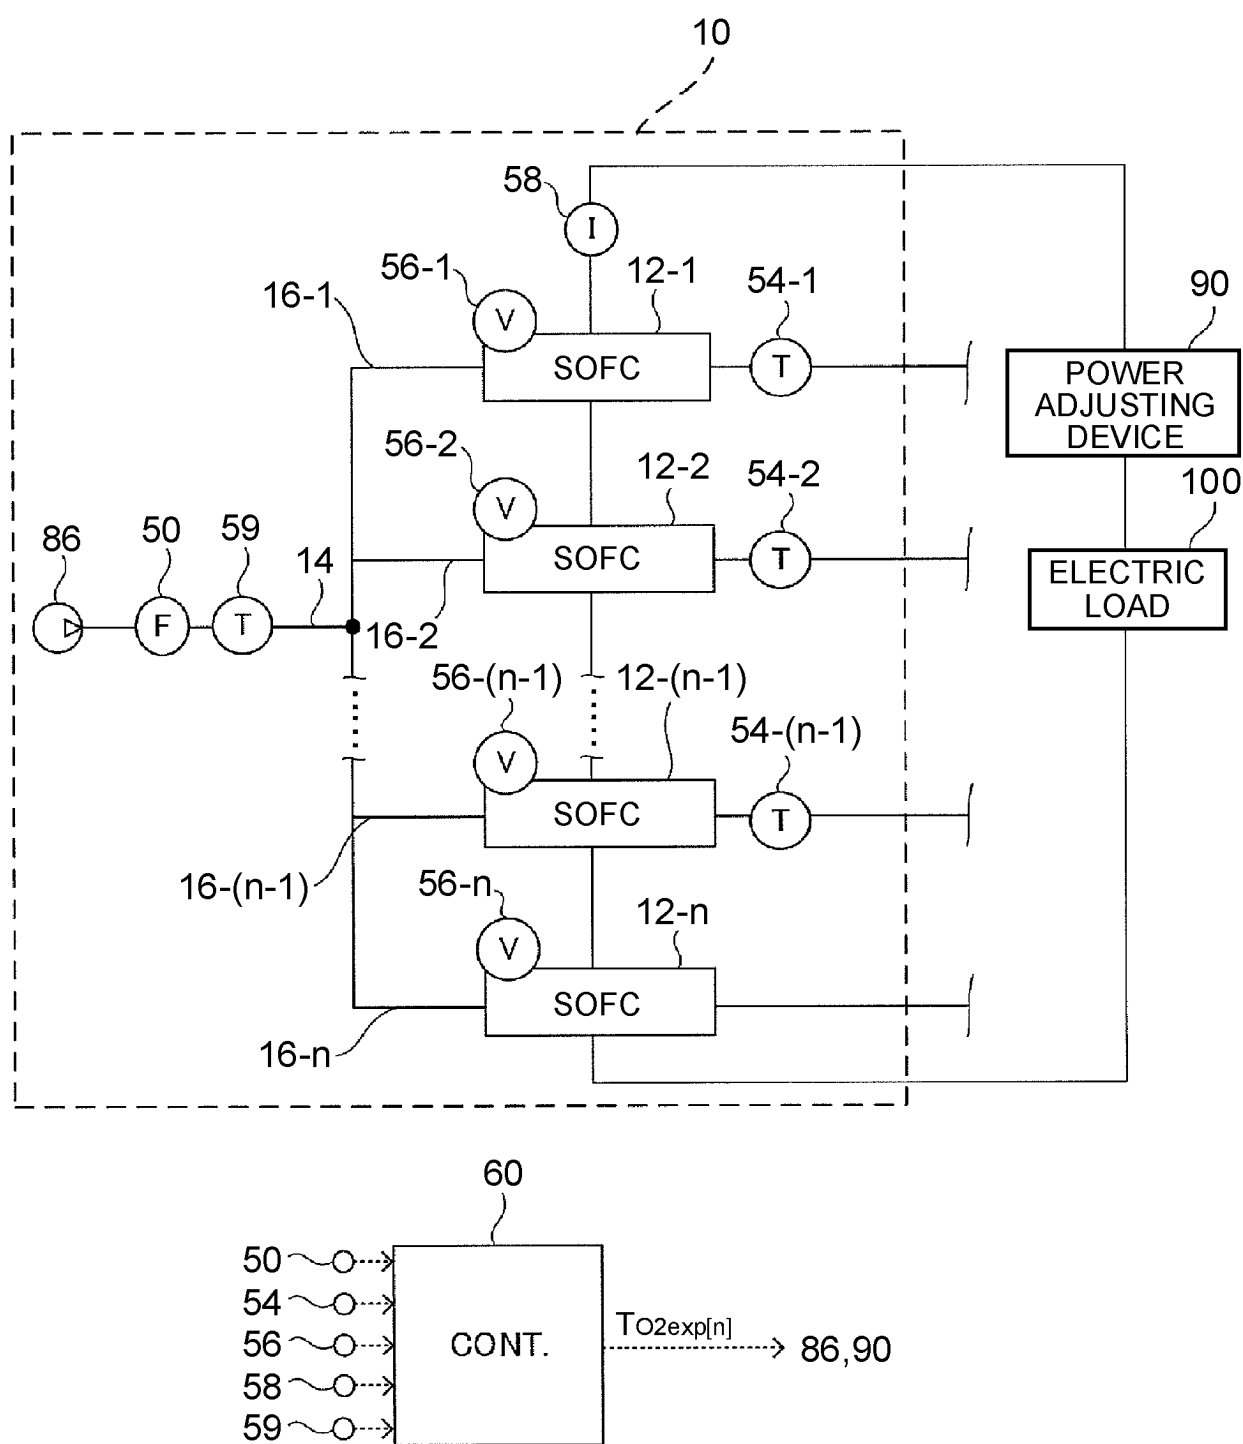 10
58
I
56-1
12-1
54-1
16-1
V
90
SOFC
T
POWER
ADJUSTING
DEVICE
56-2
12-2
54-2
V
100
SOFC
T
86
50
59
14
ELECTRIC
LOAD
F
T
16-2
56-(n-1)
12-(n-1)
54-(n-1)
V
SOFC
T
16-(n-1)
56-n
12-n
V
SOFC
16-n
60
50
54
56
58
59
CONT.
TO2exp[n]
86,90